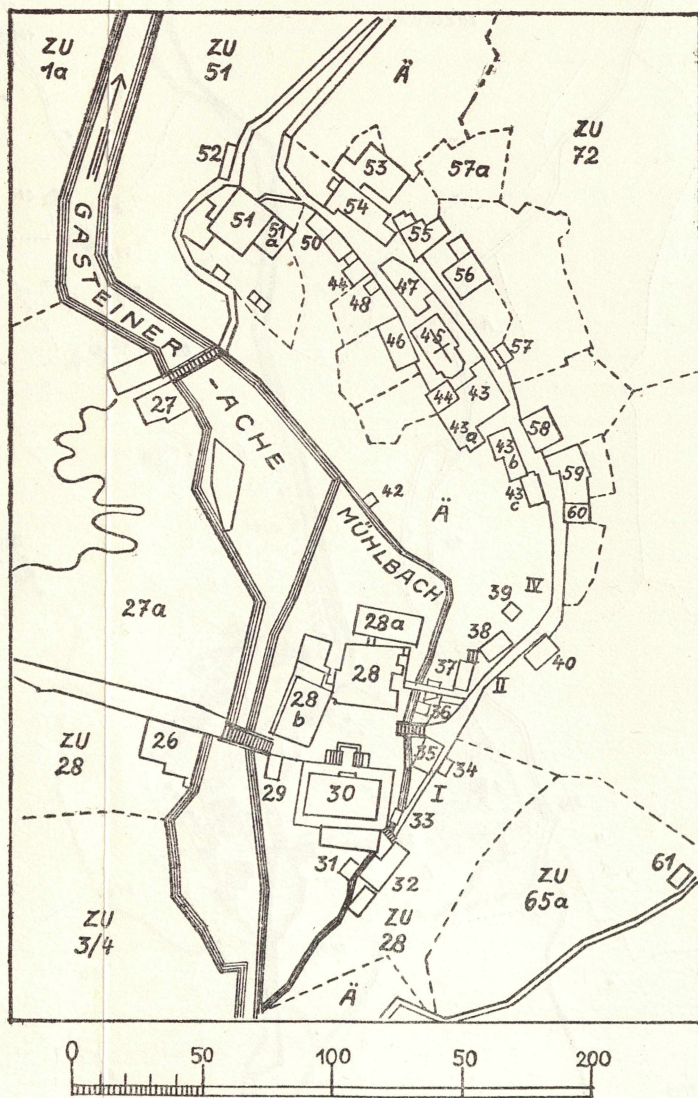 ZU
1a
ZU
51
Ä
ZU
72
52
53
57a
54
51
51
a
50
55
56
44
48
47
GASTEINER
-ACHE
46
45
57
27
44
43
43
a
43
b
43
c
58
59
60
42
Ä
MÜHLBACH
27a
39
IV
28a
38
40
37
III
II
28
28
b
36
26
35
34
ZU
28
29
30
I
33
31
32
61
ZU
65a
ZU
28
ZU
3/4
Ä
0 50 100 50 200